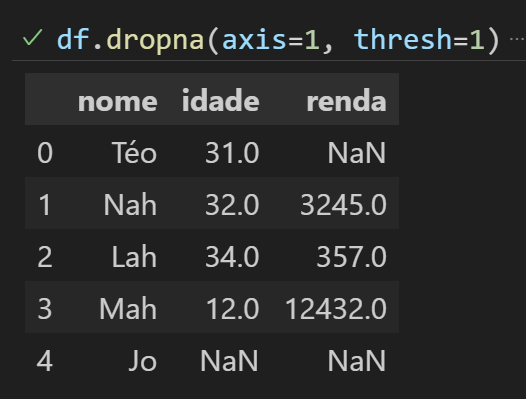 df.dropna(axis=1, thresh=1)
nome idade renda
0 Téo 31.0 NaN
1 Nah 32.0 3245.0
2 Lah 34.0 357.0
3 Mah 12.0 12432.0
4 Jo NaN NaN